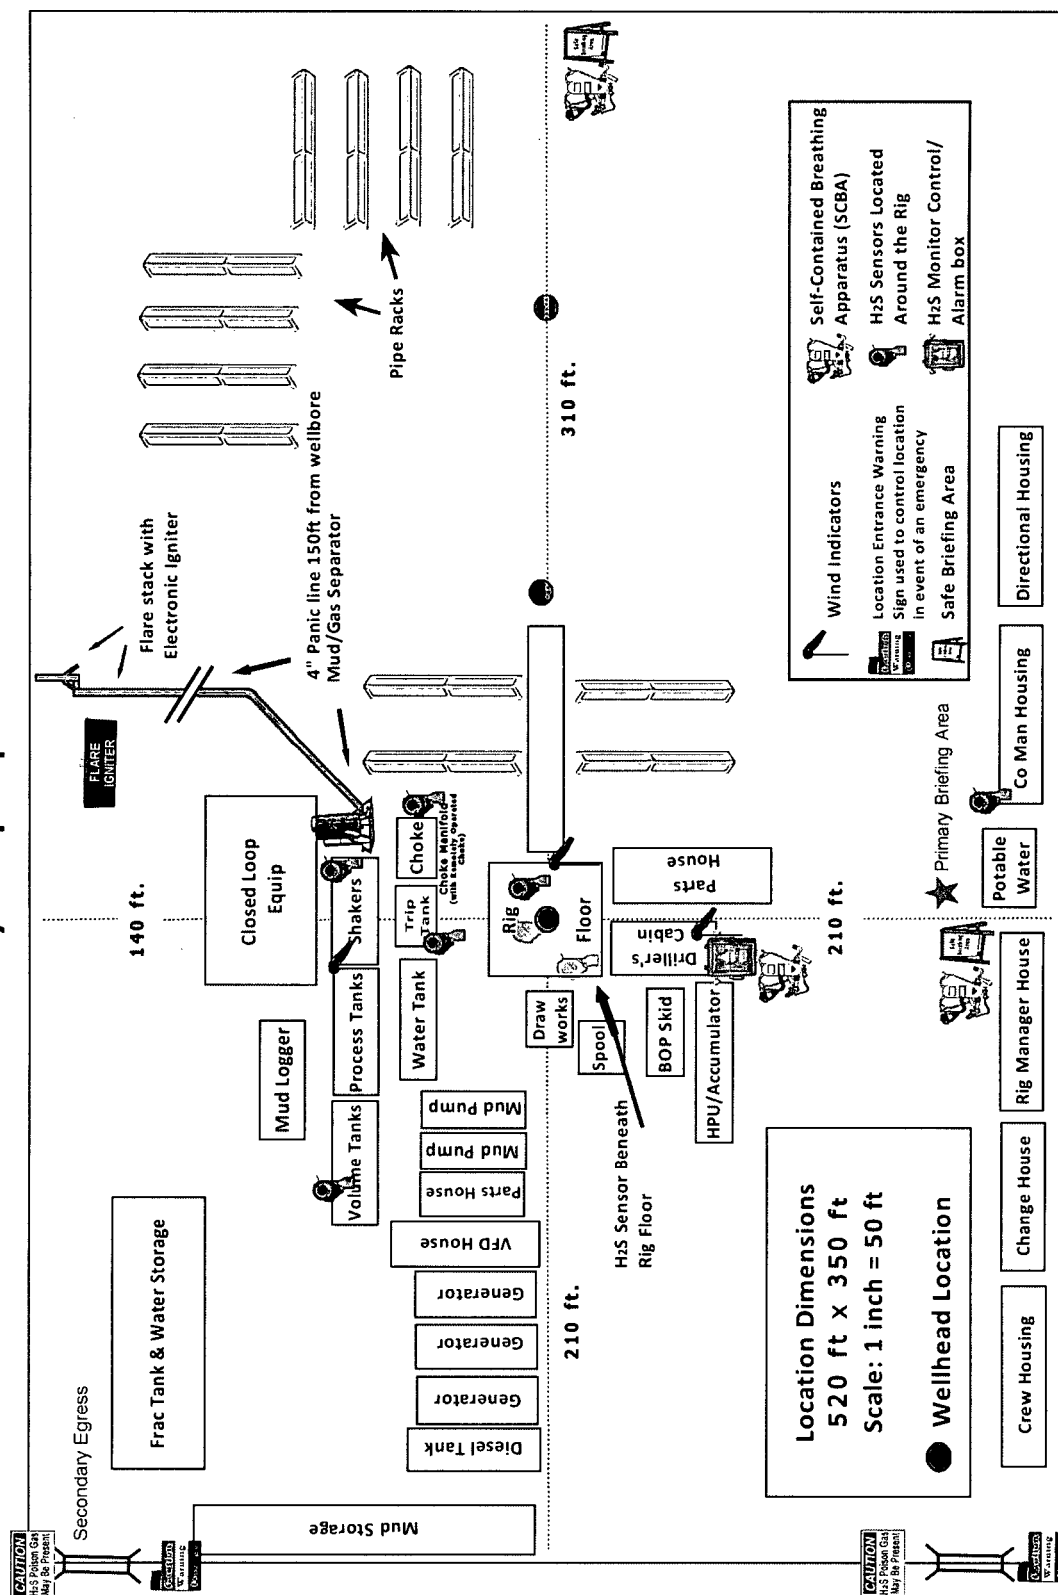 Secondary Egress
CAUTION
H2S Poison Gas
May Be Present
Location
Warning
Frac Tank & Water Storage
Mud Storage
Mud Logger
Closed Loop
Equip
140 ft.
FLARE
IGNITER
Flare stack with
Electronic Igniter
4" Panic line 150ft from wellbore
Mud/Gas Separator
Pipe Racks
Volume Tanks
Process Tanks
Shakers
Water Tank
Trip
Tank
Choke
Choke Manifold
(with Remotely Operated
Choke)
Diesel Tank
Generator
Generator
Generator
VFD House
Parts House
Mud Pump
Mud Pump
Draw
works
Rig
Floor
210 ft.
310 ft.
Spool
H2S Sensor Beneath
Rig Floor
BOP Skid
HPU/Accumulator
Driller's
Cabin
Parts
House
210 ft.
Location Dimensions
520 ft x 350 ft
Scale: 1 inch = 50 ft
Wellhead Location
Primary Briefing Area
Wind Indicators
Location Entrance Warning
Sign used to control location
in event of an emergency
Safe Briefing Area
Self-Contained Breathing
Apparatus (SCBA)
H2S Sensors Located
Around the Rig
H2S Monitor Control/
Alarm box
Caution
Warning
CAUTION
H2S Poison Gas
May Be Present
Warning
Crew Housing
Change House
Rig Manager House
Potable
Water
Co Man Housing
Directional Housing